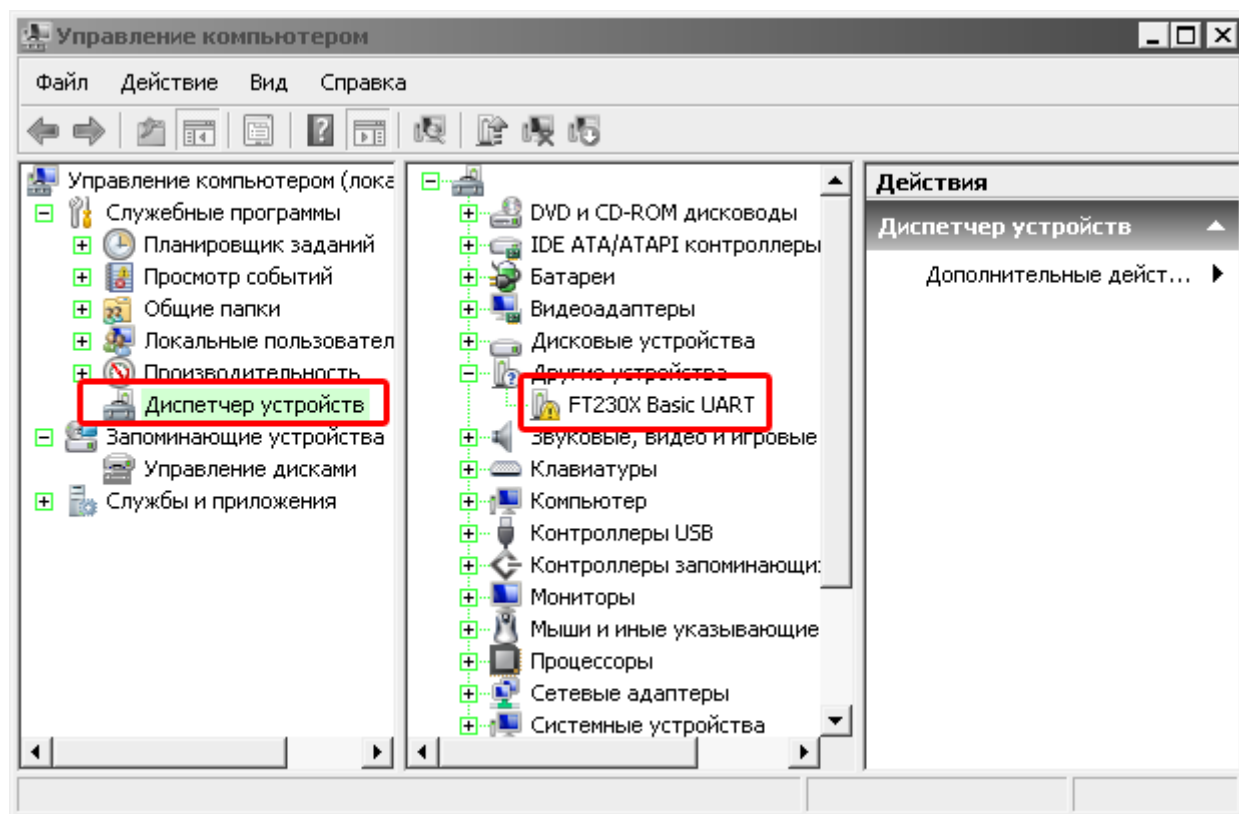 Управление компьютером
Файл Действие Вид Справка
Управление компьютером (лока
Служебные программы
Планировщик заданий
Просмотр событий
Общие папки
Локальные пользовател
Производительность
Диспетчер устройств
Запоминающие устройства
Управление дисками
Службы и приложения
DVD и CD-ROM дисководы
IDE ATA/ATAPI контроллеры
Батареи
Видеоадаптеры
Дисковые устройства
Другие устройства
FT230X Basic UART
Звуковые, видео и игровые
Клавиатуры
Компьютер
Контроллеры USB
Контроллеры запоминающи
Мониторы
Мыши и иные указывающие
Процессоры
Сетевые адаптеры
Системные устройства
Действия
Диспетчер устройств
Дополнительные дейст...